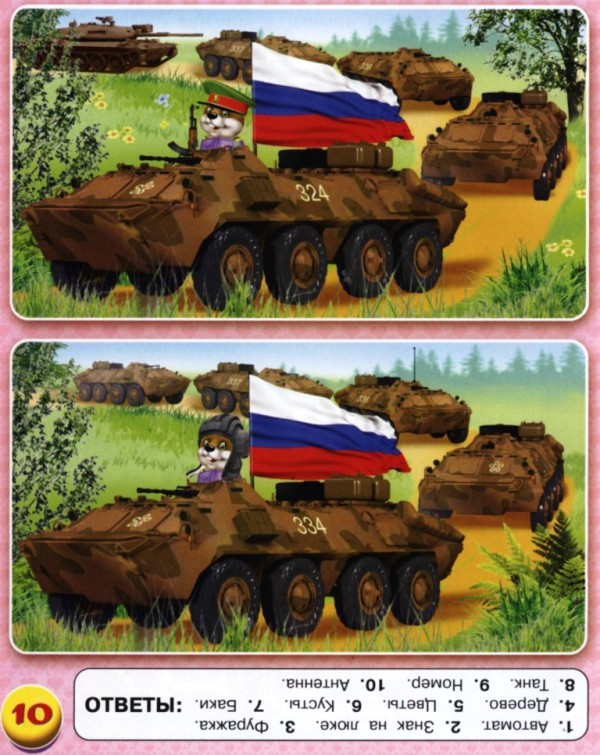 324
334
10
ОТВЕТЫ:
1. Автомат. 2. Знак на люке. 3. Фуражка.
4. Дерево. 5. Цветы. 6. Кусты. 7. Баки.
8. Танк. 9. Номер. 10. Антенна.